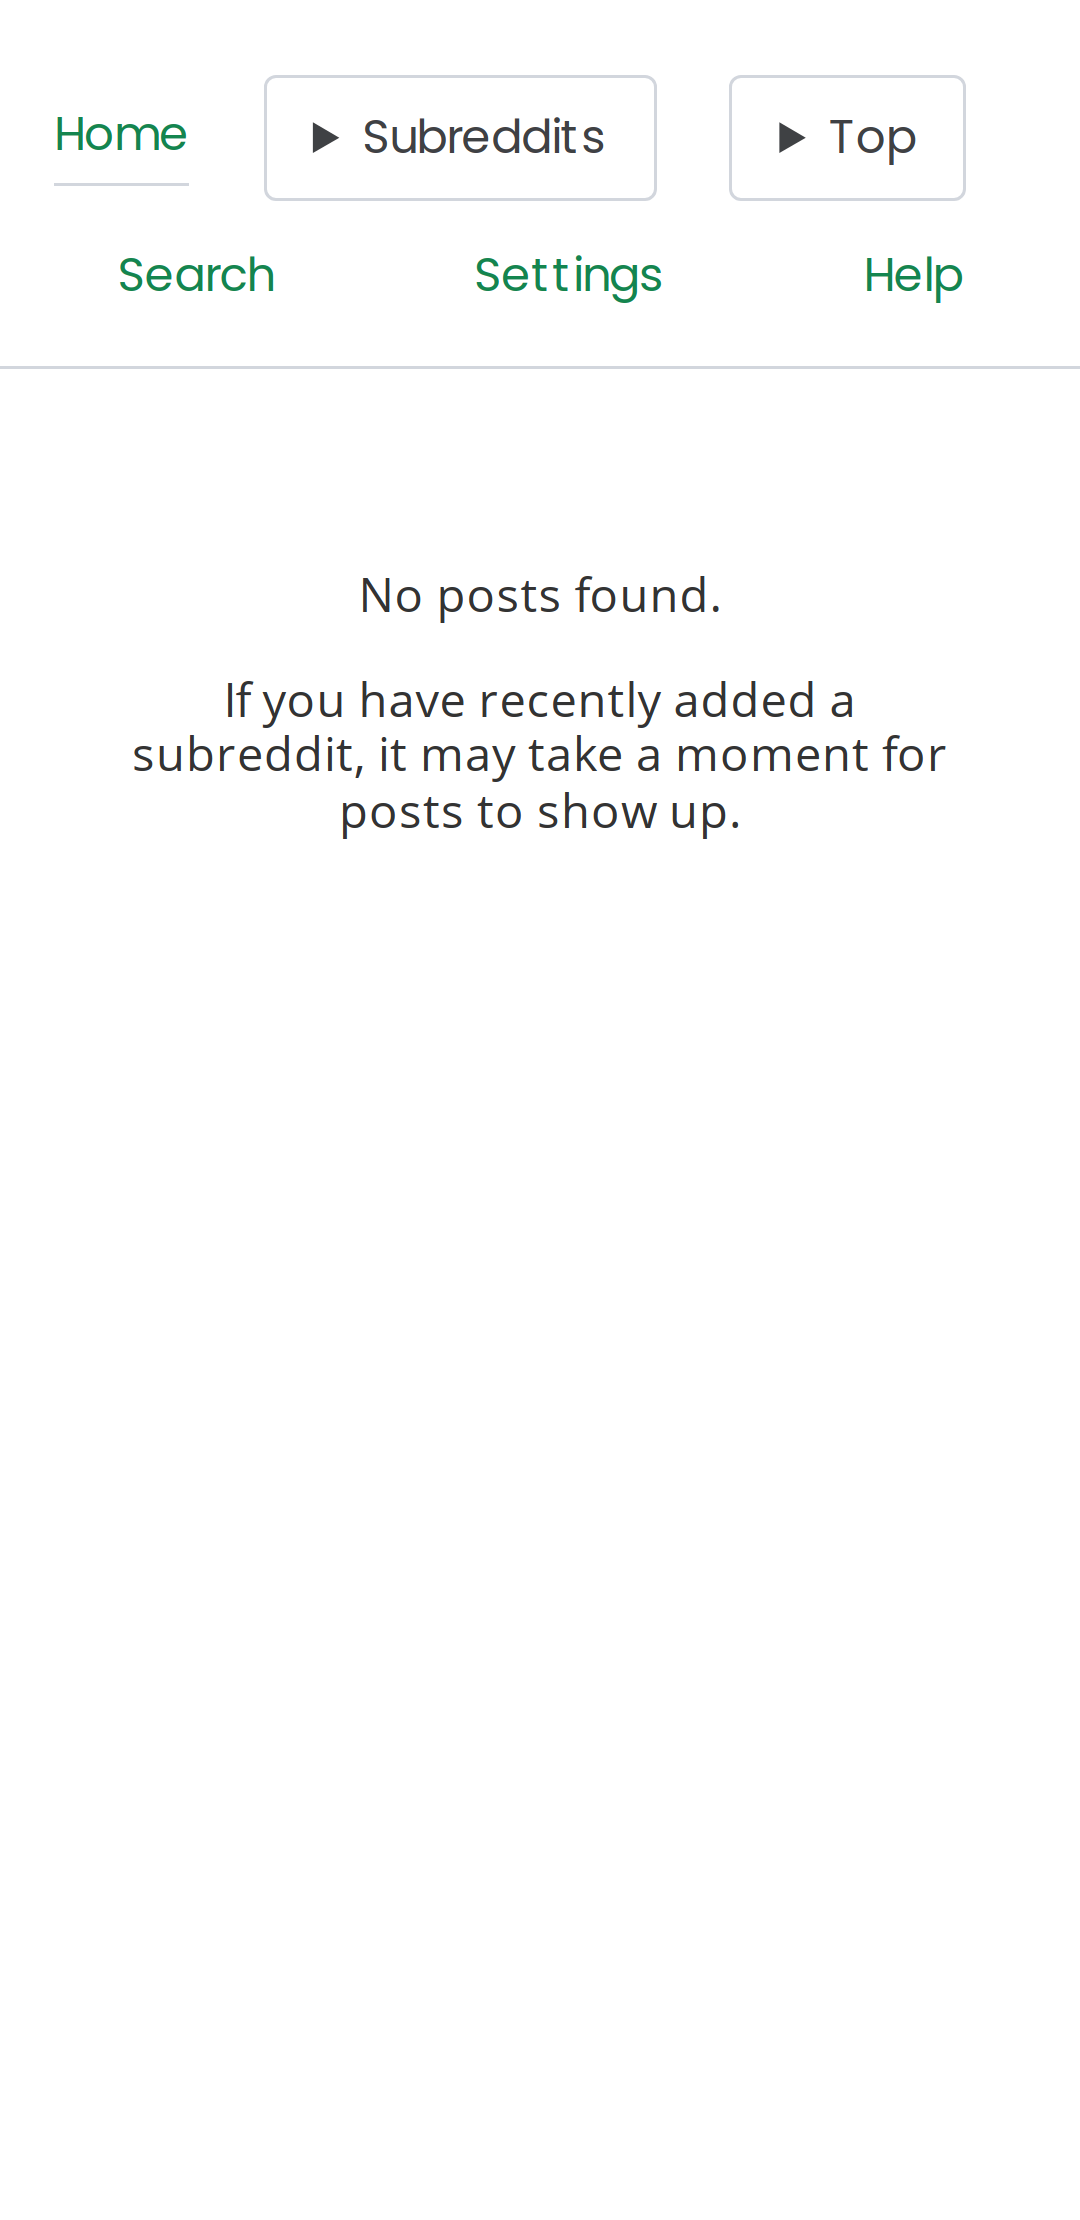 Home ▶ Subreddits ▶ Top
Search Settings Help
No posts found.
If you have recently added a
subreddit, it may take a moment for
posts to show up.